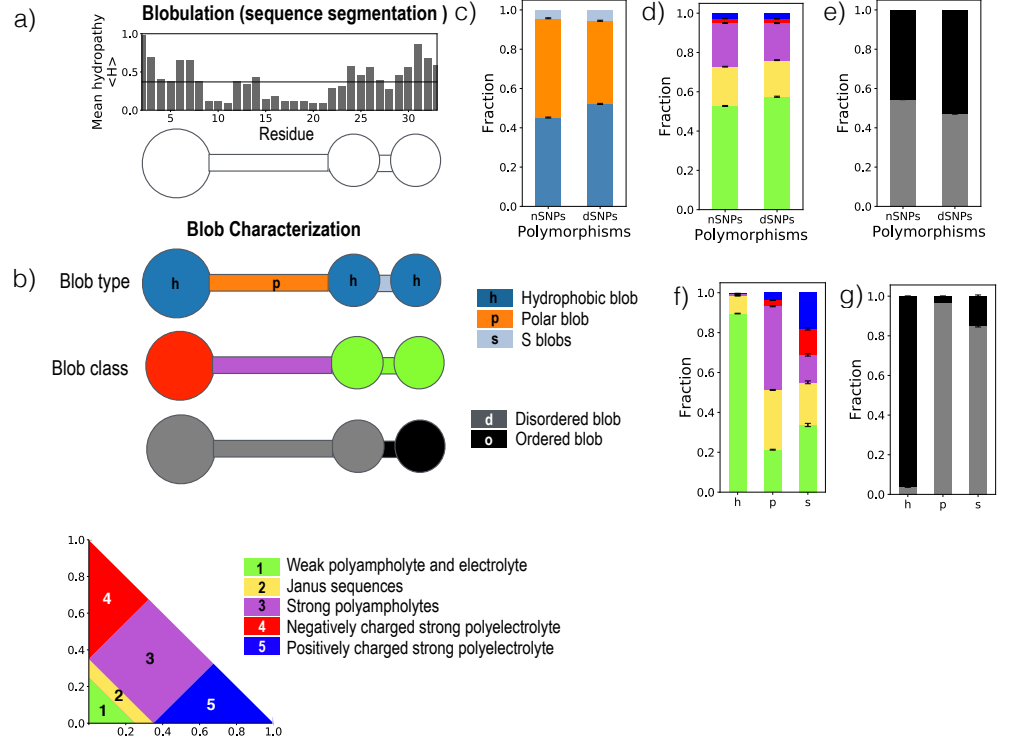 a)
Blobulation (sequence segmentation )
Mean hydropathy
<H>
1.0
0.5
0.0
5 10 15 20 25 30
Residue
Blob Characterization
b)
Blob type
h p h h
h Hydrophobic blob
p Polar blob
s S blobs
Blob class
d Disordered blob
o Ordered blob
1.0
0.8
0.6
0.4
0.2
0.0
0.2 0.4 0.6 0.8 1.0
4
3
2
1
5
1 Weak polyampholyte and electrolyte
2 Janus sequences
3 Strong polyampholytes
4 Negatively charged strong polyelectrolyte
5 Positively charged strong polyelectrolyte
c)
Fraction
1.0
0.8
0.6
0.4
0.2
0.0
nSNPs dSNPs
Polymorphisms
d)
Fraction
1.0
0.8
0.6
0.4
0.2
0.0
nSNPs dSNPs
Polymorphisms
e)
Fraction
1.0
0.8
0.6
0.4
0.2
0.0
nSNPs dSNPs
Polymorphisms
f)
Fraction
1.0
0.8
0.6
0.4
0.2
0.0
h p s
g)
Fraction
1.0
0.8
0.6
0.4
0.2
0.0
h p s